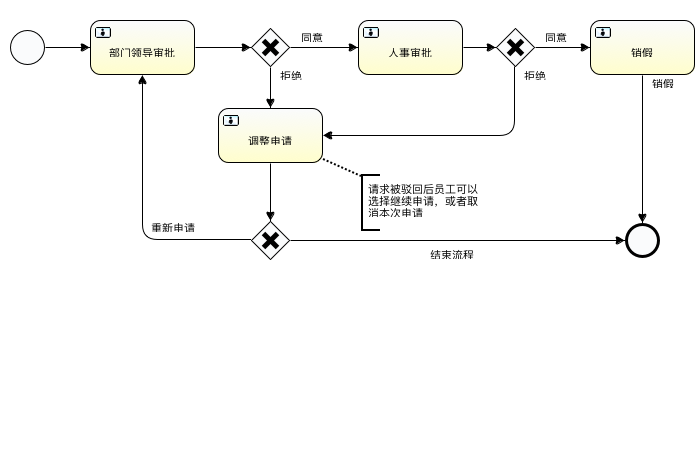 部门领导审批
同意
人事审批
同意
销假
拒绝
拒绝
销假
调整申请
请求被驳回后员工可以
选择继续申请，或者取
消本次申请
重新申请
结束流程